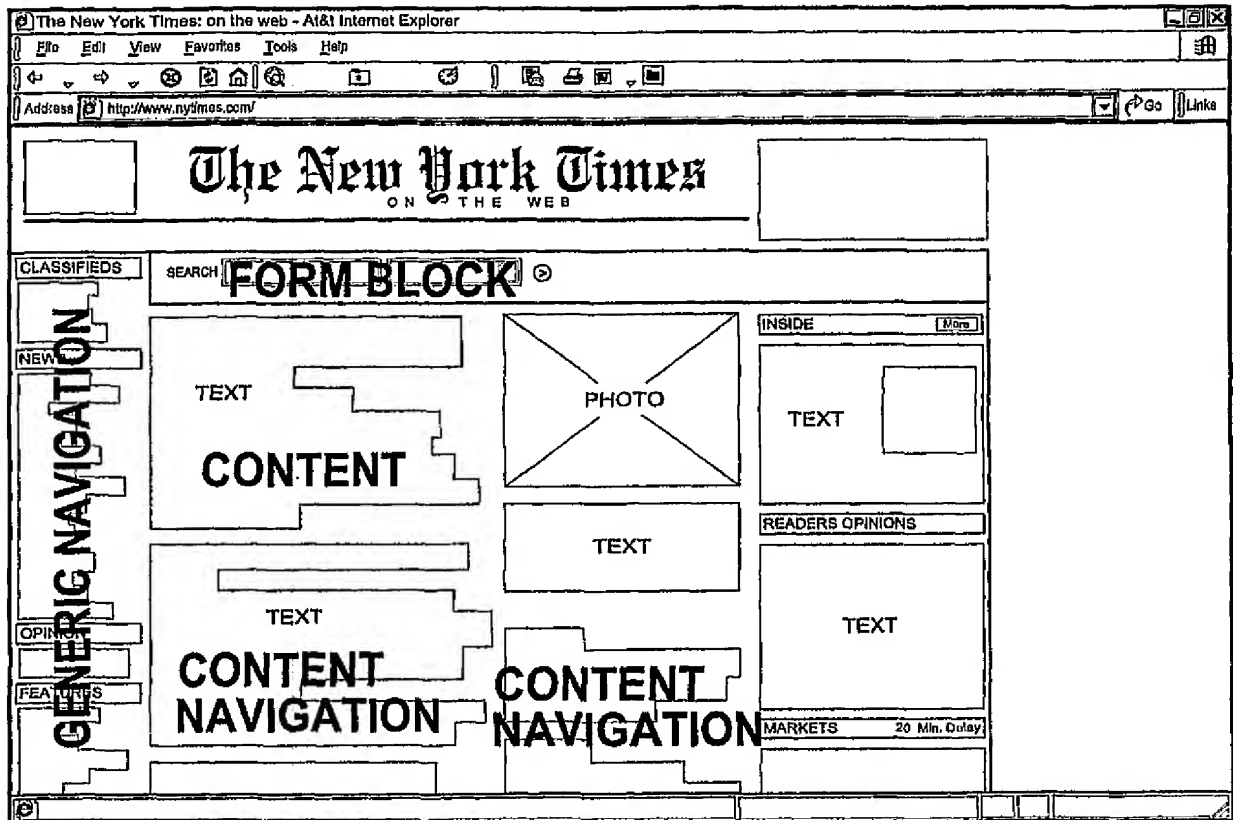 The New York Times: on the web - At&t Internet Explorer
File Edit View Favorites Tools Help
Address http://www.nytimes.com/ Go Links
The New York Times
ON THE WEB
CLASSIFIEDS
SEARCH FORM BLOCK
GENERIC NAVIGATION
NEWS
OPINION
FEATURES
TEXT
CONTENT
TEXT
CONTENT
NAVIGATION
PHOTO
TEXT
CONTENT
NAVIGATION
INSIDE More
TEXT
READERS OPINIONS
TEXT
MARKETS 20 Min. Delay